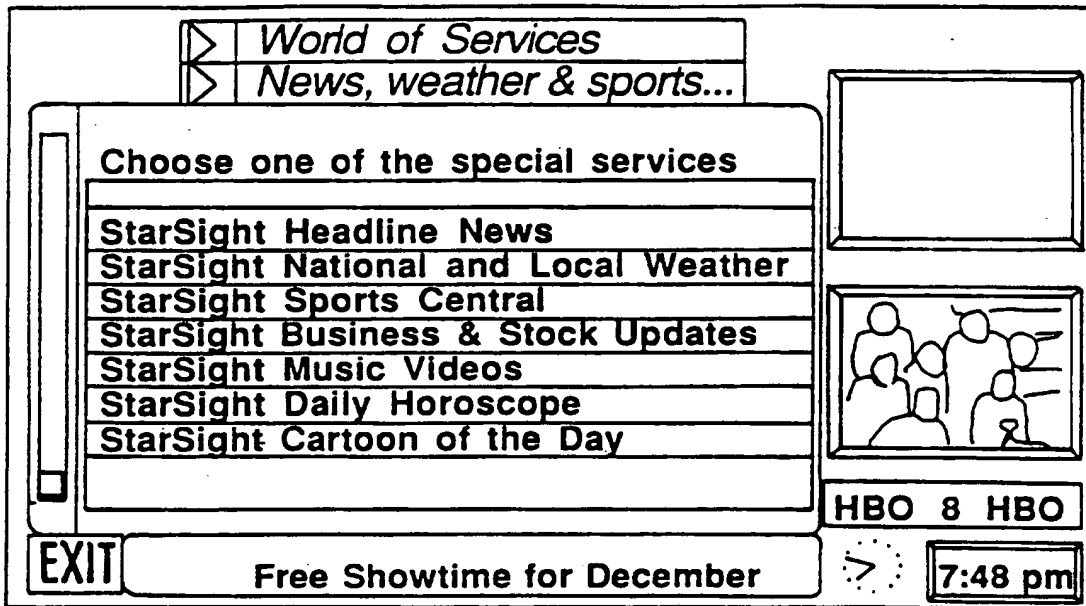 World of Services
News, weather & sports...
Choose one of the special services
StarSight Headline News
StarSight National and Local Weather
StarSight Sports Central
StarSight Business & Stock Updates
StarSight Music Videos
StarSight Daily Horoscope
StarSight Cartoon of the Day
HBO 8 HBO
EXIT
Free Showtime for December
7:48 pm